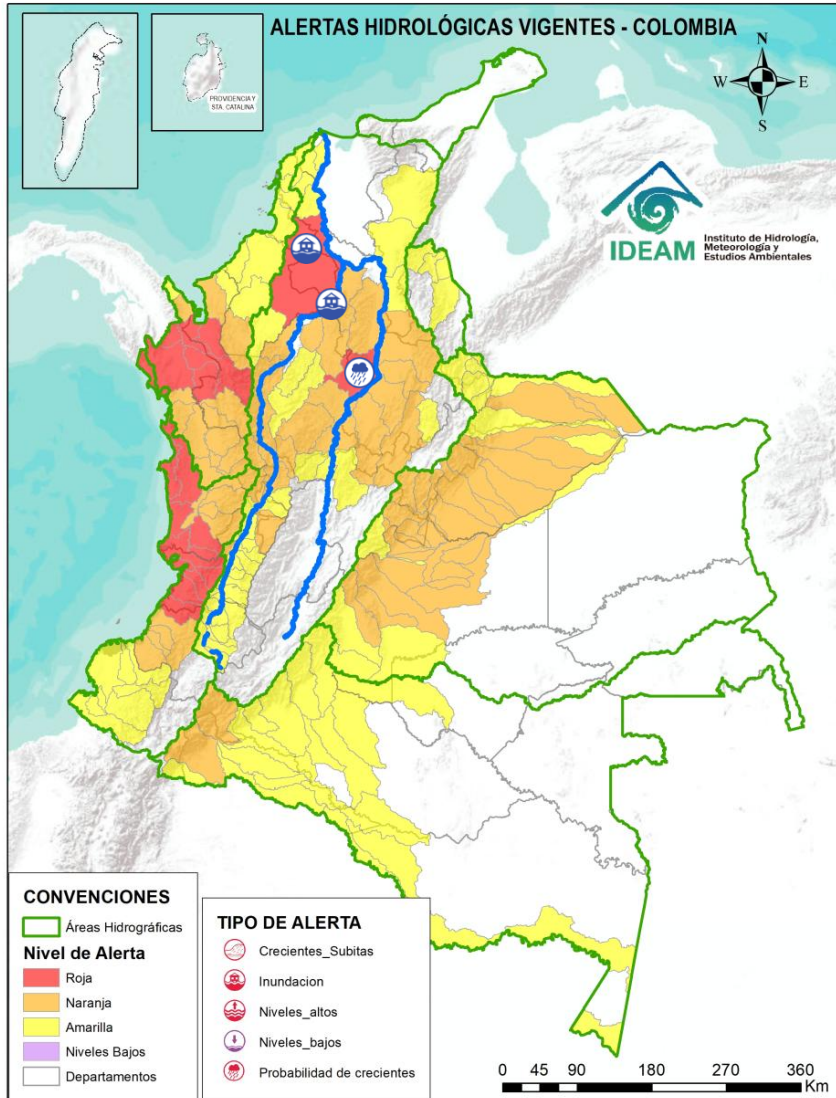 ALERTAS HIDROLÓGICAS VIGENTES - COLOMBIA
PROVIDENCIA Y
STA. CATALINA
N
W
E
S
IDEAM
Instituto de Hidrología,
Meteorología y
Estudios Ambientales
CONVENCIONES
Áreas Hidrográficas
Nivel de Alerta
Roja
Naranja
Amarilla
Niveles Bajos
Departamentos
TIPO DE ALERTA
Crecientes_Subitas
Inundacion
Niveles_altos
Niveles_bajos
Probabilidad de crecientes
0 45 90 180 270 360
Km